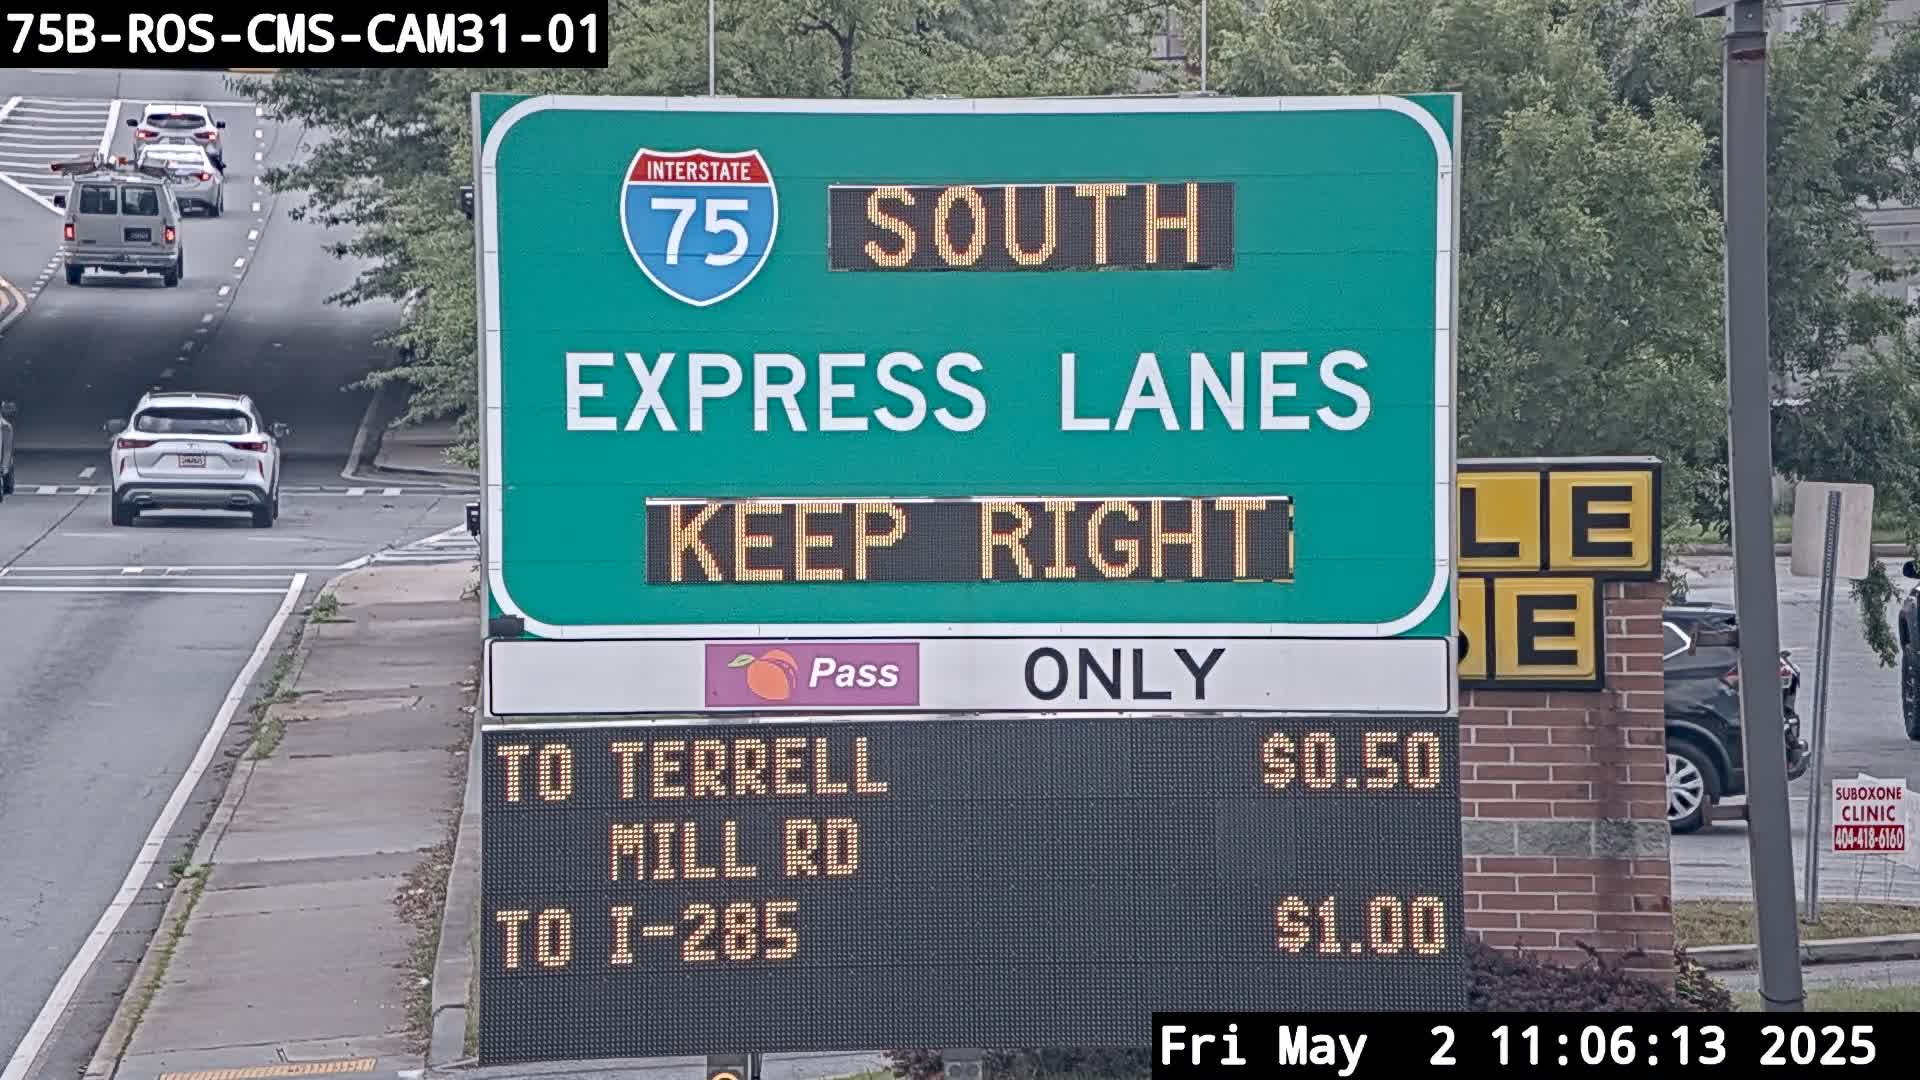 75B-ROS-CMS-CAM31-01
INTERSTATE
75
SOUTH
EXPRESS LANES
KEEP RIGHT
Pass ONLY
TO TERRELL $0.50
MILL RD
TO I-285 $1.00
LE
E
SUBOXONE
CLINIC
404-418-6160
Fri May 2 11:06:13 2025